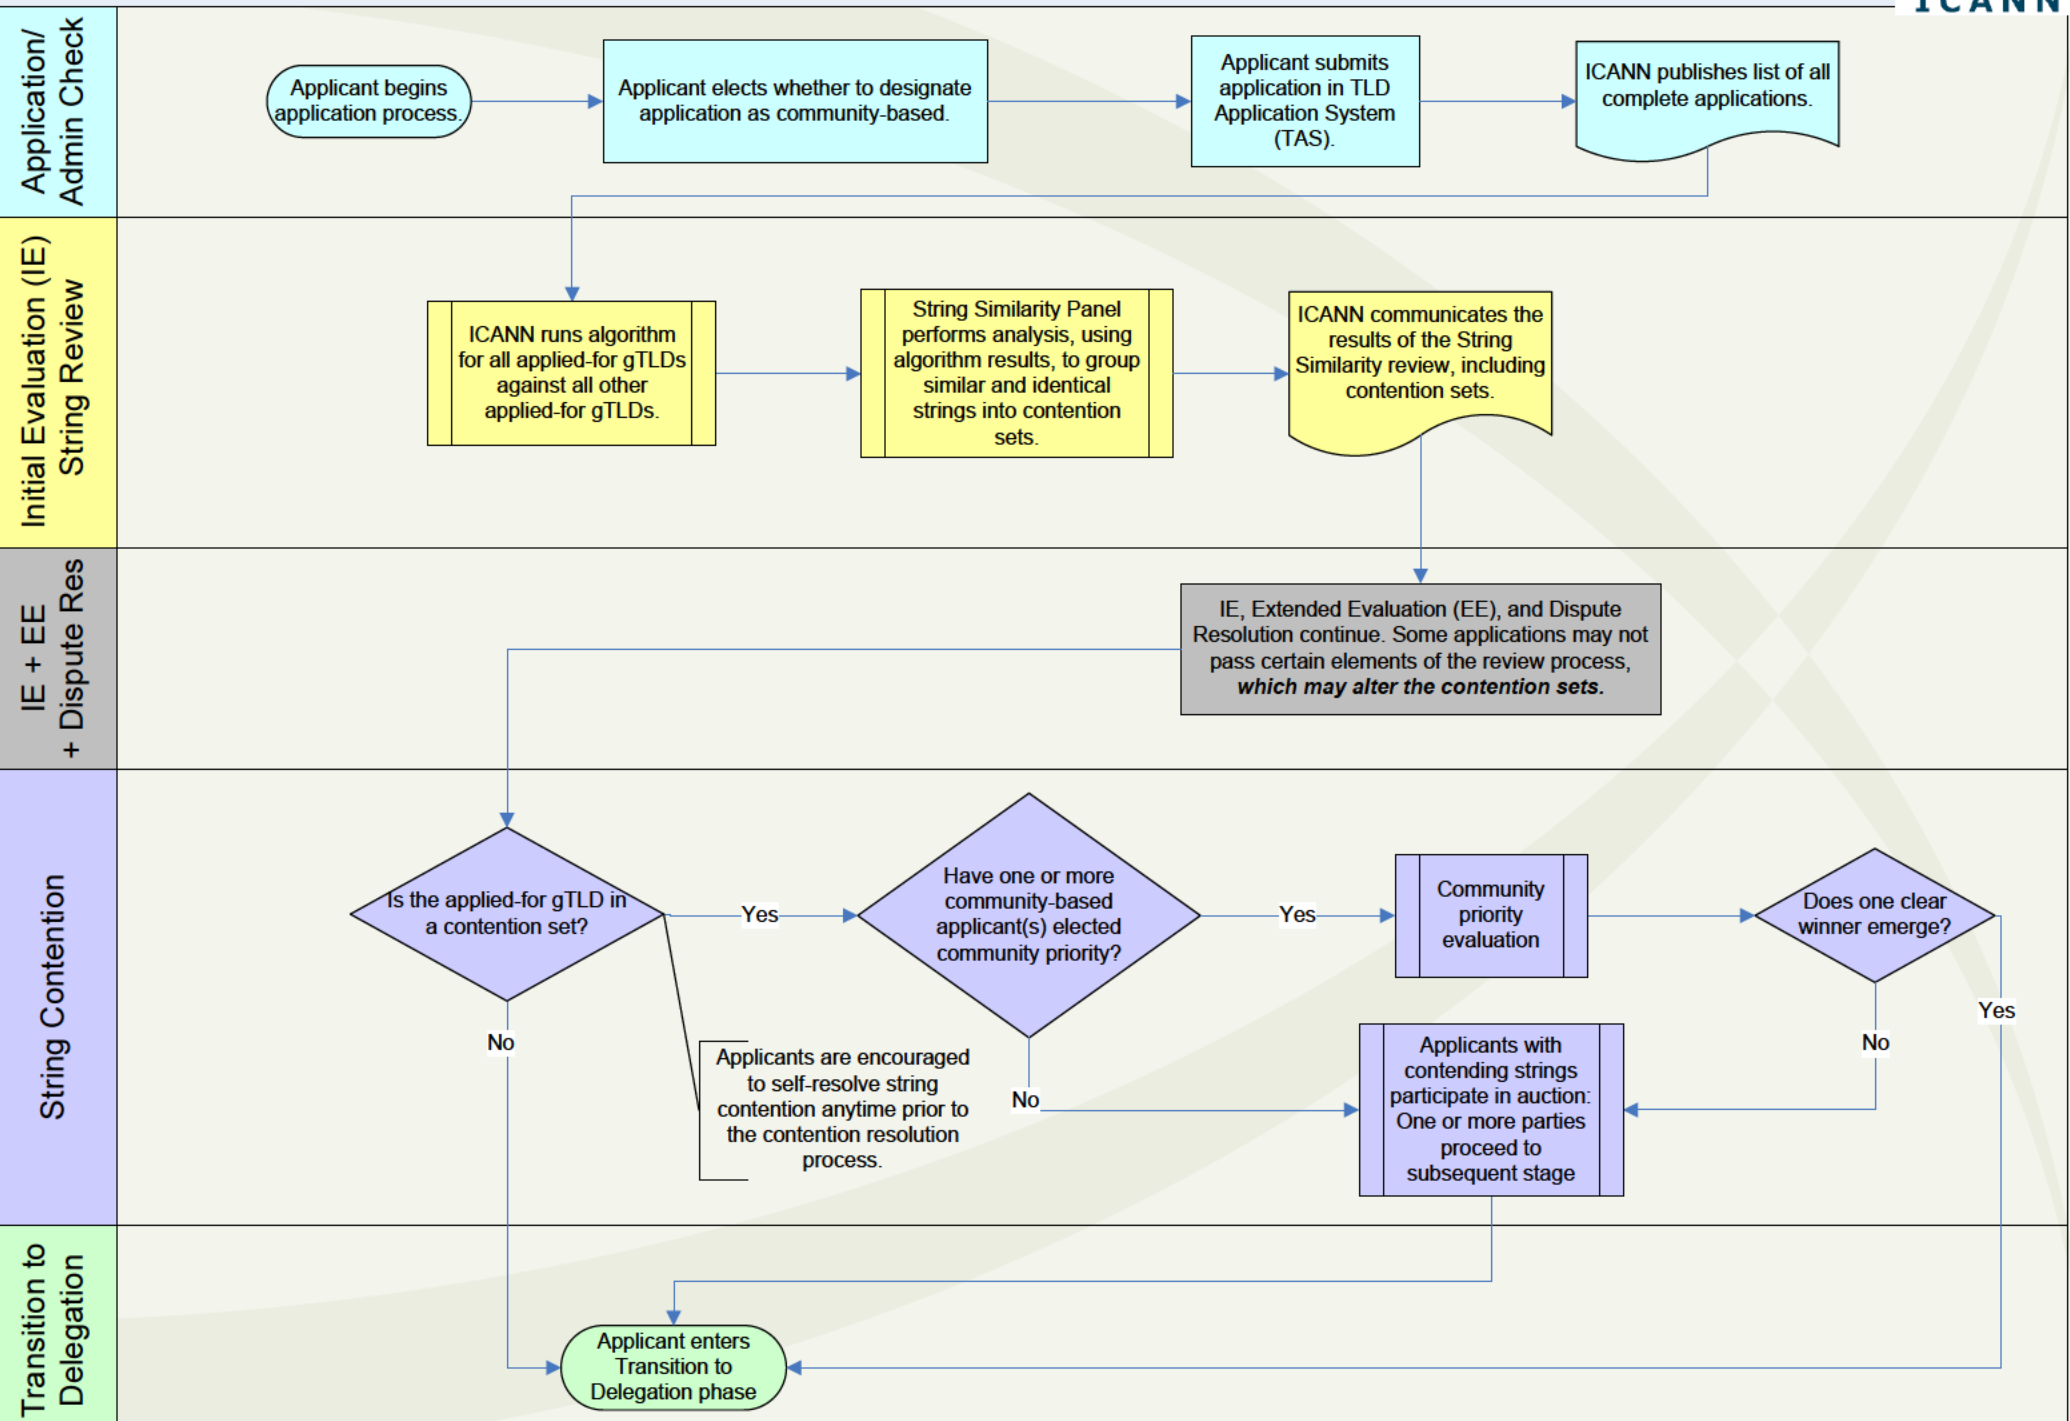 ICANN
Application/
Admin Check
Applicant begins
application process.
Applicant elects whether to designate
application as community-based.
Applicant submits
application in TLD
Application System
(TAS).
ICANN publishes list of all
complete applications.
Initial Evaluation (IE)
String Review
ICANN runs algorithm
for all applied-for gTLDs
against all other
applied-for gTLDs.
String Similarity Panel
performs analysis, using
algorithm results, to group
similar and identical
strings into contention
sets.
ICANN communicates the
results of the String
Similarity review, including
contention sets.
IE + EE
+ Dispute Res
IE, Extended Evaluation (EE), and Dispute
Resolution continue. Some applications may not
pass certain elements of the review process,
which may alter the contention sets.
String Contention
Is the applied-for gTLD in
a contention set?
Yes
Have one or more
community-based
applicant(s) elected
community priority?
Yes
Community
priority
evaluation
Does one clear
winner emerge?
Yes
No
No
Applicants are encouraged
to self-resolve string
contention anytime prior to
the contention resolution
process.
No
Applicants with
contending strings
participate in auction:
One or more parties
proceed to
subsequent stage
Transition to
Delegation
Applicant enters
Transition to
Delegation phase